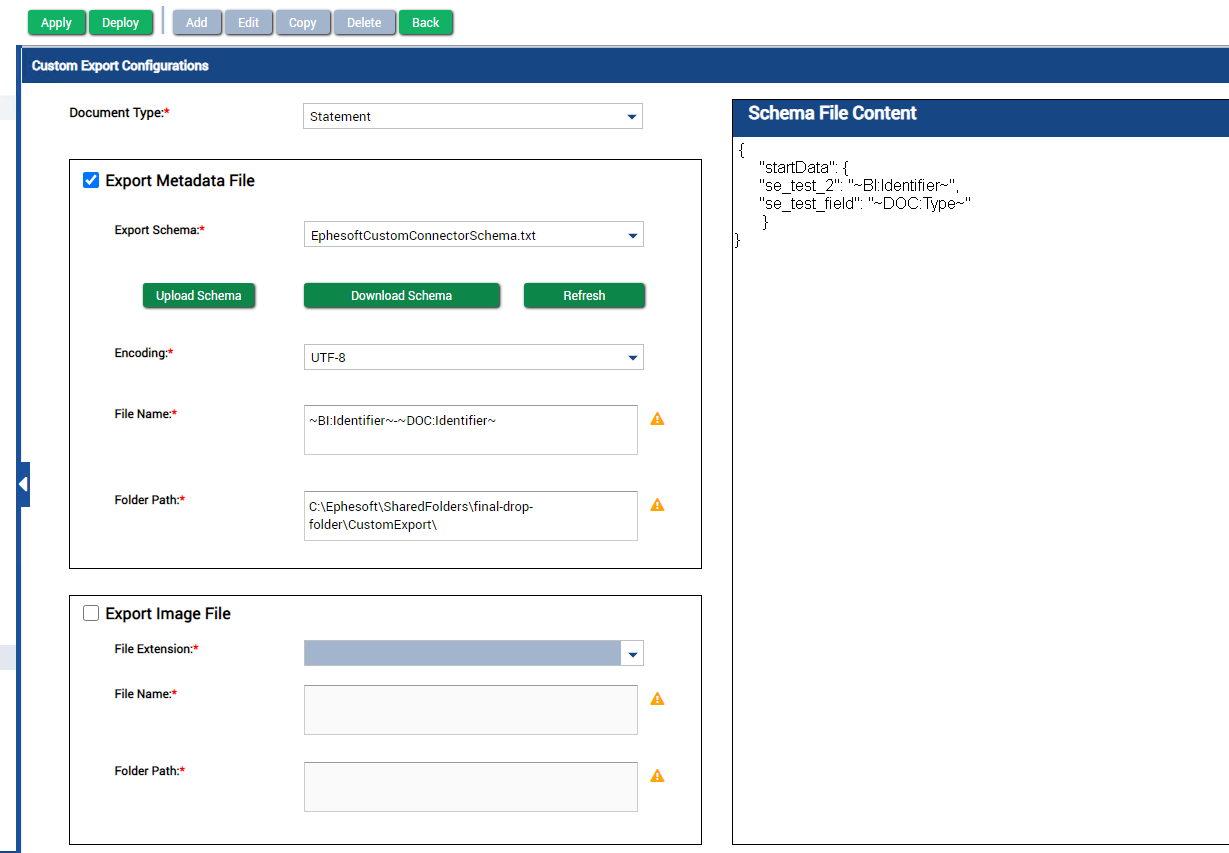 Apply Deploy Add Edit Copy Delete Back
Custom Export Configurations
Document Type:*
Statement
Export Metadata File
Export Schema:*
EphesoftCustomConnectorSchema.txt
Upload Schema Download Schema Refresh
Encoding:*
UTF-8
File Name:*
~BI:Identifier~-~DOC:Identifier~
Folder Path:*
C:\Ephesoft\SharedFolders\final-drop-
folder\CustomExport\
Export Image File
File Extension:*
File Name:*
Folder Path:*
Schema File Content
{
"startData": {
"se_test_2": "~BI:Identifier~",
"se_test_field": "~DOC:Type~"
}
}